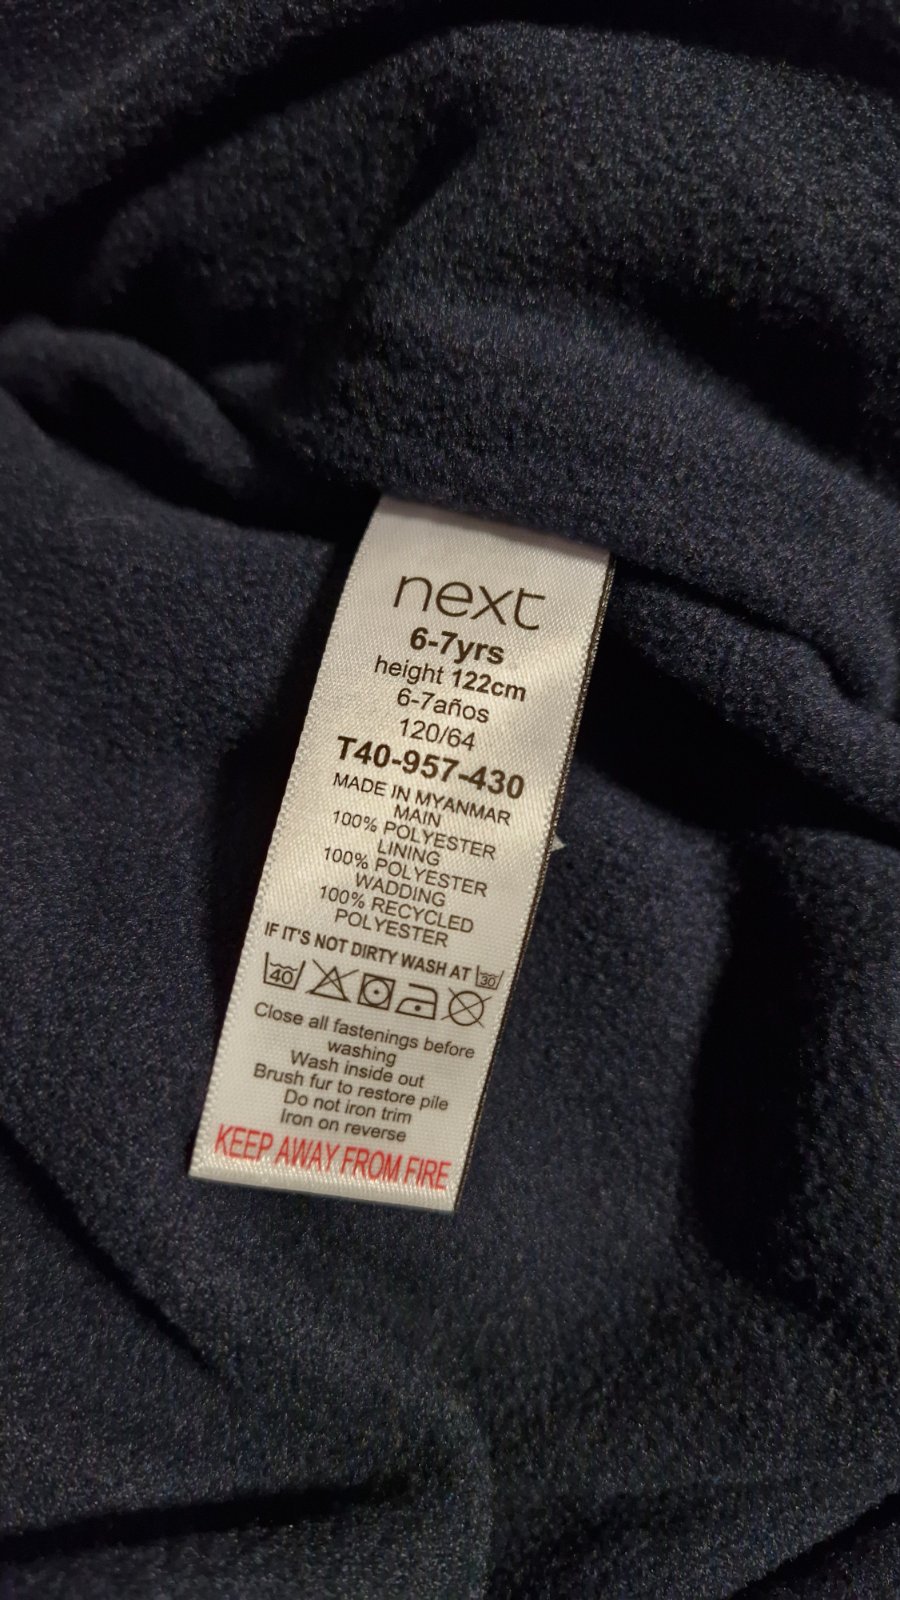 next
6-7yrs
height 122cm
6-7años
120/64
T40-957-430
MADE IN MYANMAR
MAIN
100% POLYESTER
LINING
100% POLYESTER
WADDING
100% RECYCLED
POLYESTER
IF IT'S NOT DIRTY WASH AT 30
40
Close all fastenings before
washing
Wash inside out
Brush fur to restore pile
Do not iron trim
Iron on reverse
KEEP AWAY FROM FIRE